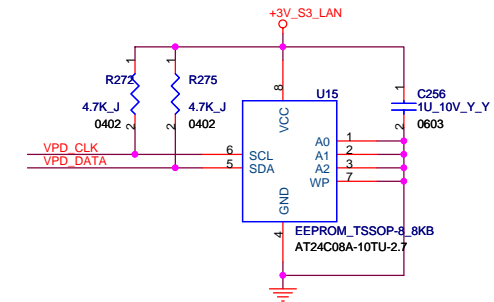 +3V_S3_LAN
1
1
R272
R275
4.7K_J
4.7K_J
0402
0402
2
2
8
VCC
U15
1
C256
1U_10V_Y_Y
2
0603
VPD_CLK
VPD_DATA
6
5
SCL
SDA
A0
A1
A2
WP
1
2
3
7
GND
4
EEPROM_TSSOP-8_8KB
AT24C08A-10TU-2.7